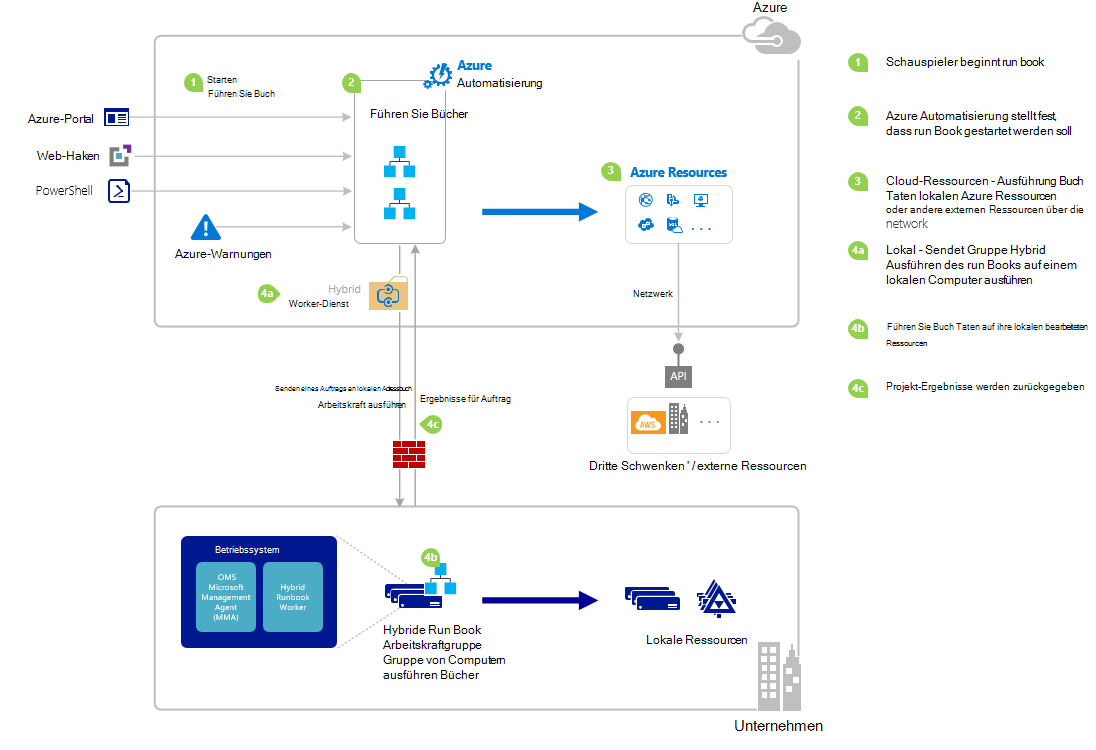 Azure
1 Starten
Führen Sie Buch
2
Azure
Automatisierung
Führen Sie Bücher
Azure-Portal
Web-Haken
PowerShell
Azure-Warnungen
3 Azure Resources
. . .
4a
Hybrid
Worker-Dienst
Netzwerk
API
AWS
. . .
Dritte Schwenken ' / externe Ressourcen
Senden eines Auftrags an lokalen Adessbuch
Arbeitskraft ausführen
Ergebnisse für Auftrag
4c
Betriebssystem
OMS
Microsoft
Management
Agent
(MMA)
Hybrid
Runbook
Worker
4b
Hybride Run Book
Arbeitskraftgruppe
Gruppe von Computern
ausführen Bücher
Lokale Ressourcen
Unternehmen
1 Schauspieler beginnt run book
2 Azure Automatisierung stellt fest,
dass run Book gestartet werden soll
3 Cloud-Ressourcen - Ausführung Buch
Taten lokalen Azure Ressourcen
oder andere externen Ressourcen über die
network
4a Lokal - Sendet Gruppe Hybrid
Ausführen des run Books auf einem
lokalen Computer ausführen
4b Führen Sie Buch Taten auf ihre lokalen bearbeteten
Ressourcen
4c Projekt-Ergebnisse werden zurückgegeben